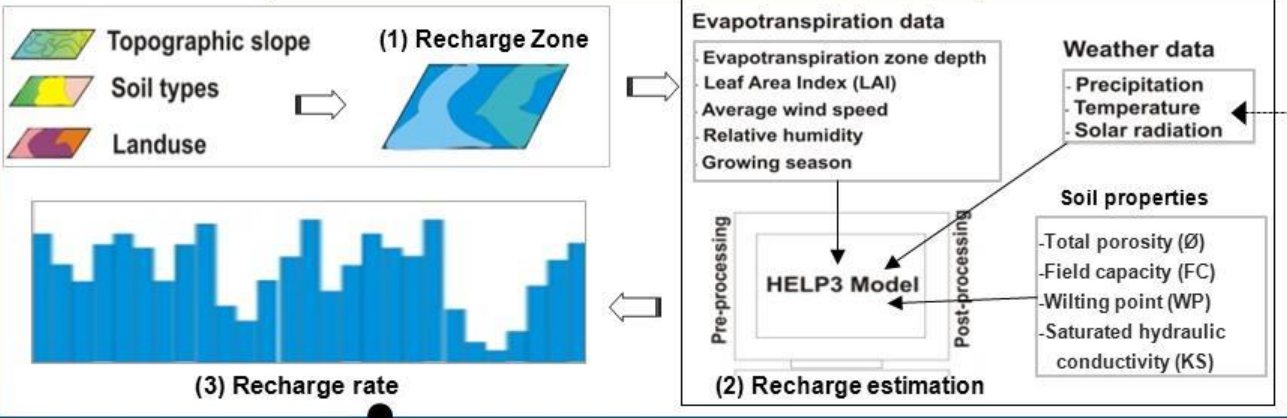 Topographic slope
Soil types
Landuse
(1) Recharge Zone
Evapotranspiration data
- Evapotranspiration zone depth
- Leaf Area Index (LAI)
- Average wind speed
- Relative humidity
- Growing season
Weather data
- Precipitation
- Temperature
- Solar radiation
Soil properties
-Total porosity (Ø)
-Field capacity (FC)
-Wilting point (WP)
-Saturated hydraulic
conductivity (KS)
Pre-processing
HELP3 Model
Post-processing
(2) Recharge estimation
(3) Recharge rate